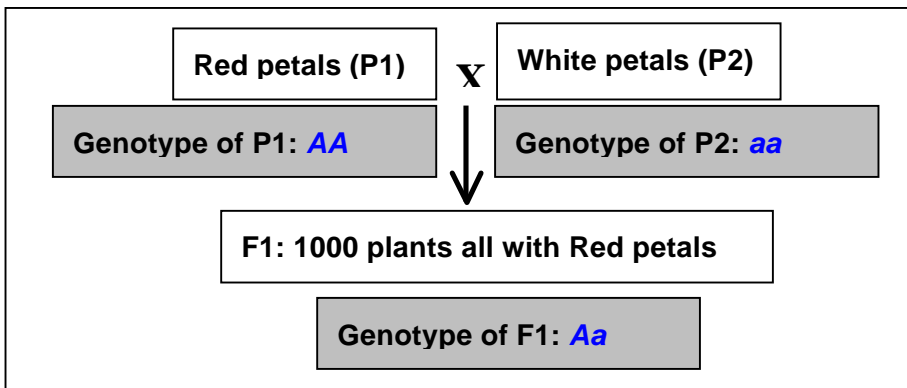 Red petals (P1) x White petals (P2)
Genotype of P1: AA Genotype of P2: aa
F1: 1000 plants all with Red petals
Genotype of F1: Aa